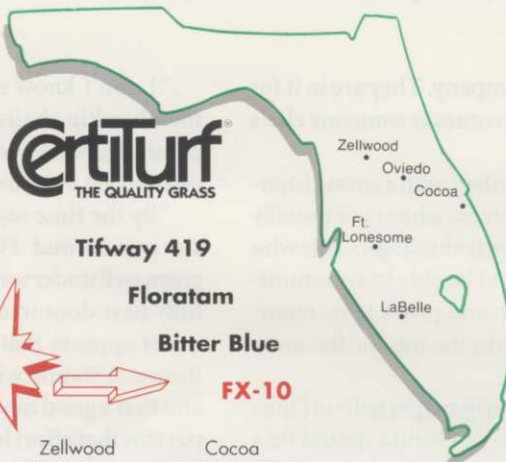 CertiTurf®
THE QUALITY GRASS
Tifway 419
Floratam
Bitter Blue
FX-10
Zellwood
Oviedo
Cocoa
Ft.
Lonesome
LaBelle
Zellwood Cocoa